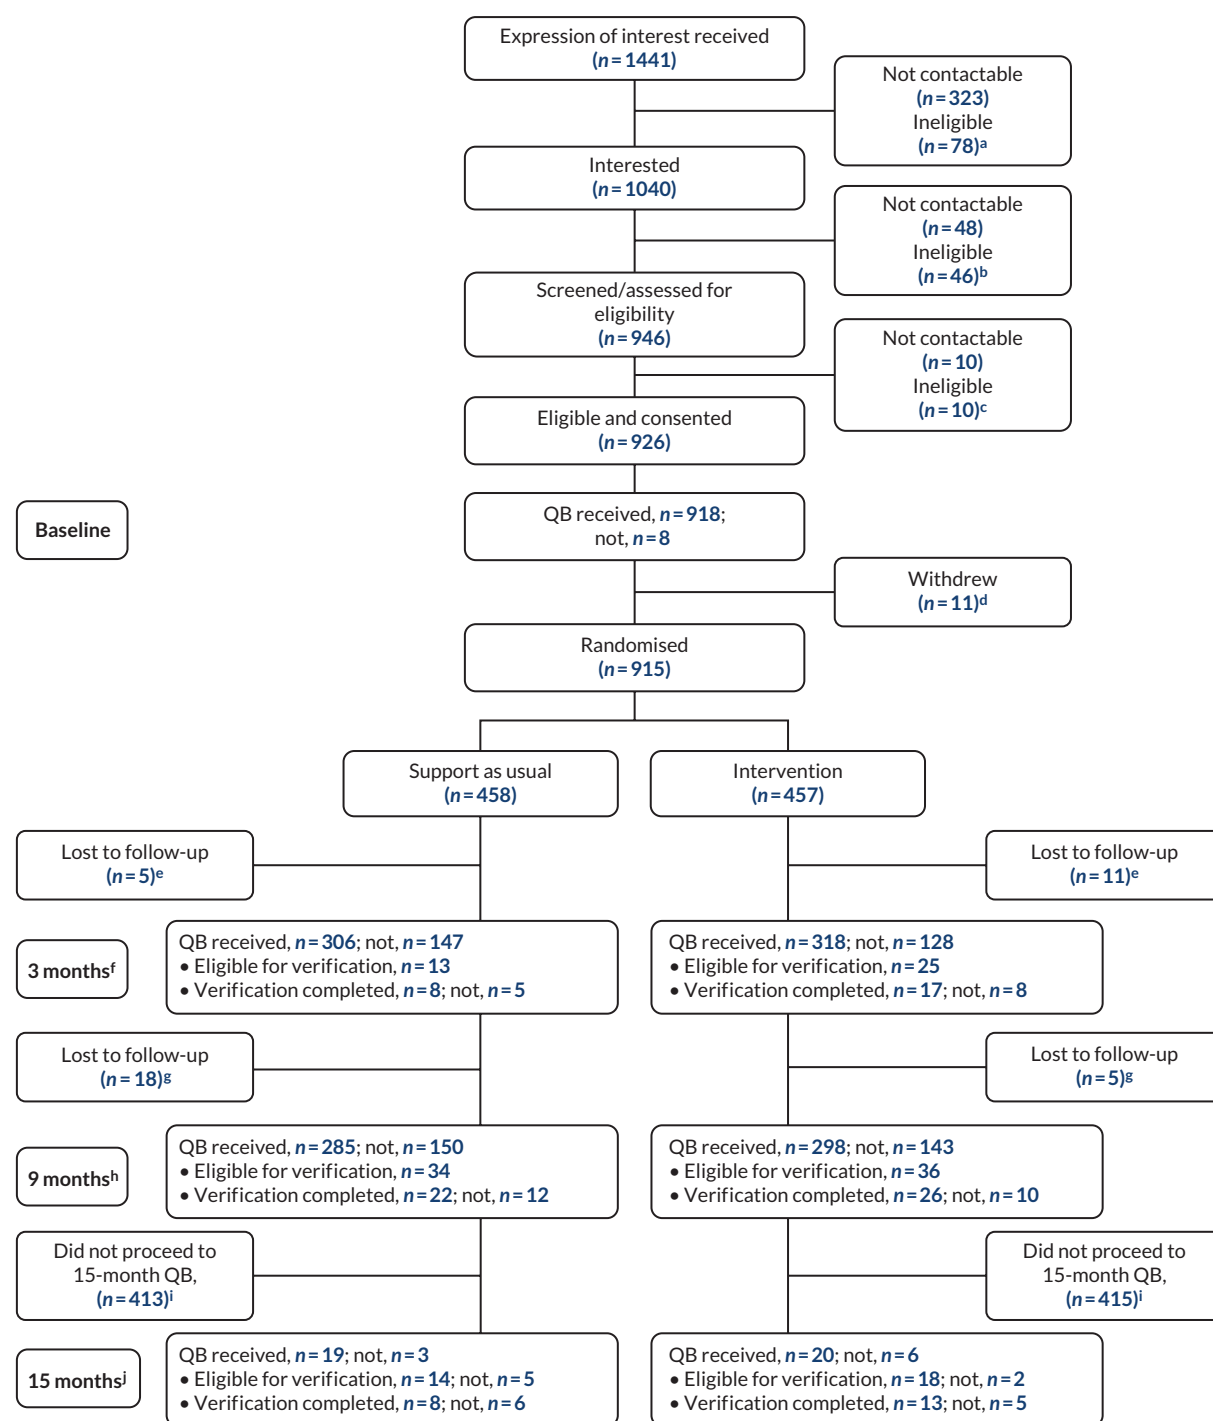 Expression of interest received
(n=1441)
Not contactable
(n=323)
Ineligible
(n=78)a
Interested
(n=1040)
Not contactable
(n=48)
Ineligible
(n=46)b
Screened/assessed for
eligibility
(n=946)
Not contactable
(n=10)
Ineligible
(n=10)c
Eligible and consented
(n=926)
Baseline
QB received, n=918;
not, n=8
Withdrew
(n=11)d
Randomised
(n=915)
Support as usual
(n=458)
Intervention
(n=457)
Lost to follow-up
(n=5)e
Lost to follow-up
(n=11)e
3 monthsf
QB received, n=306; not, n=147
• Eligible for verification, n=13
• Verification completed, n=8; not, n=5
QB received, n=318; not, n=128
• Eligible for verification, n=25
• Verification completed, n=17; not, n=8
Lost to follow-up
(n=18)g
Lost to follow-up
(n=5)g
9 monthsh
QB received, n=285; not, n=150
• Eligible for verification, n=34
• Verification completed, n=22; not, n=12
QB received, n=298; not, n=143
• Eligible for verification, n=36
• Verification completed, n=26; not, n=10
Did not proceed to
15-month QB,
(n=413)i
Did not proceed to
15-month QB,
(n=415)i
15 monthsj
QB received, n=19; not, n=3
• Eligible for verification, n=14; not, n=5
• Verification completed, n=8; not, n=6
QB received, n=20; not, n=6
• Eligible for verification, n=18; not, n=2
• Verification completed, n=13; not, n=5